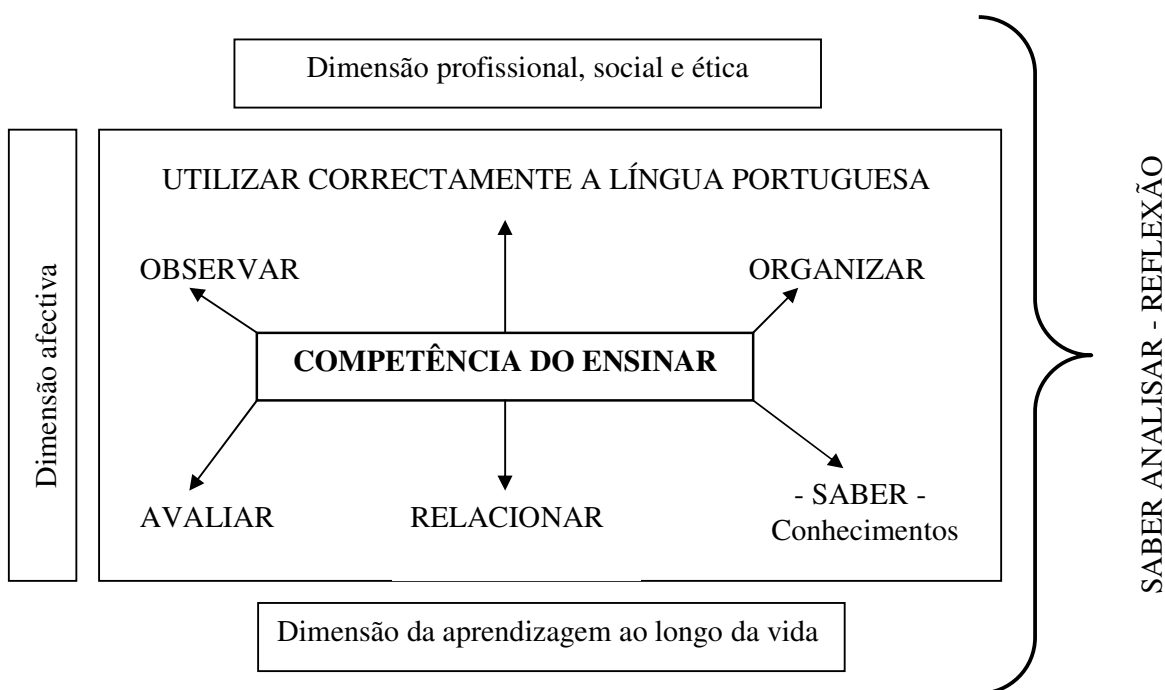 Dimensão profissional, social e ética
Dimensão afectiva
UTILIZAR CORRECTAMENTE A LÍNGUA PORTUGUESA
OBSERVAR
ORGANIZAR
COMPETÊNCIA DO ENSINAR
AVALIAR
RELACIONAR
- SABER -
Conhecimentos
Dimensão da aprendizagem ao longo da vida
SABER ANALISAR - REFLEXÃO